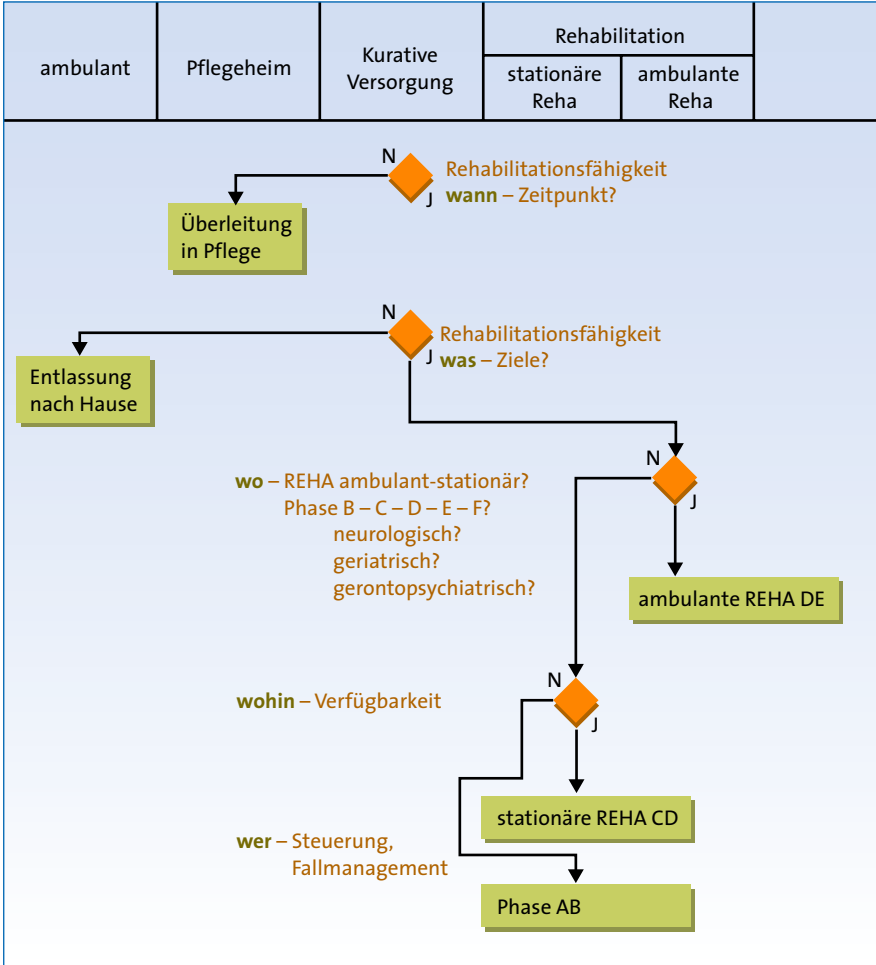 ambulant
Pflegeheim
Kurative
Versorgung
Rehabilitation
stationäre
Reha
ambulante
Reha
N
J
Rehabilitationsfähigkeit
wann – Zeitpunkt?
Überleitung
in Pflege
N
J
Rehabilitationsfähigkeit
was – Ziele?
Entlassung
nach Hause
N
J
wo – REHA ambulant-stationär?
Phase B – C – D – E – F?
neurologisch?
geriatrisch?
gerontopsychiatrisch?
ambulante REHA DE
N
J
wohin – Verfügbarkeit
stationäre REHA CD
wer – Steuerung,
Fallmanagement
Phase AB